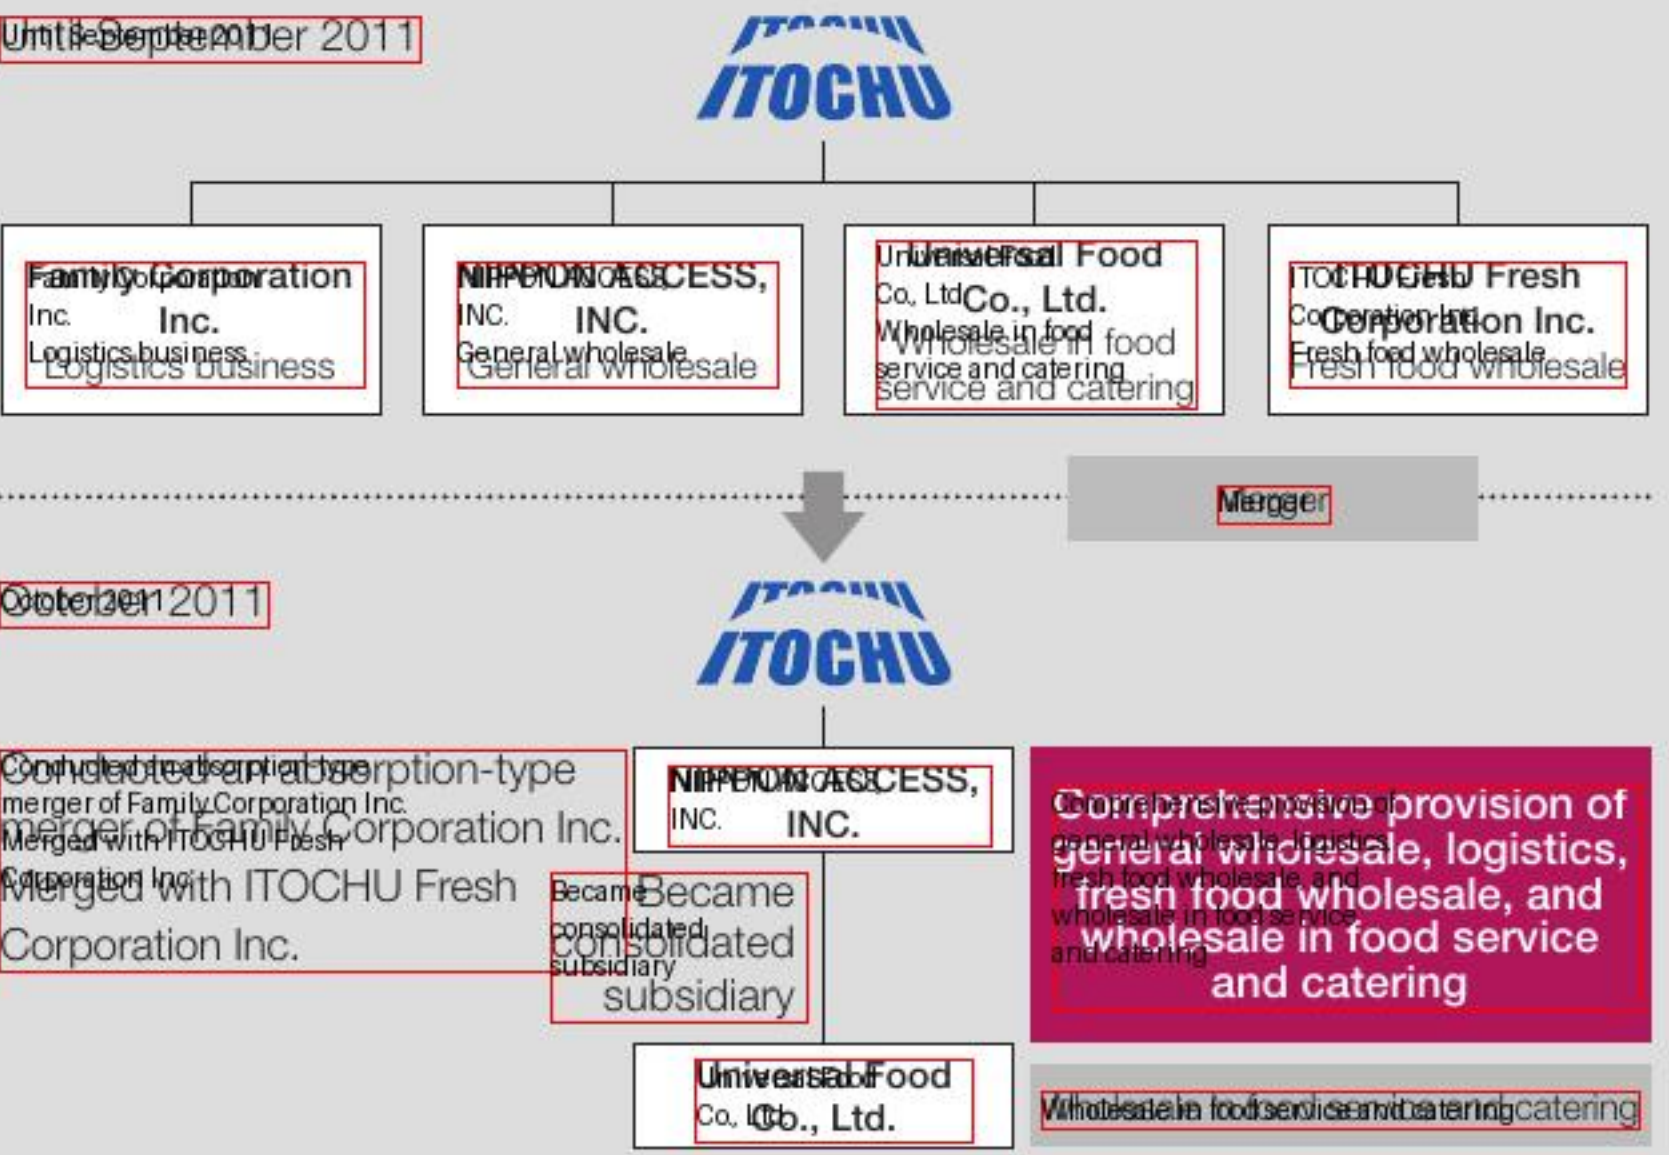 Until September 2011
ITOCHU
Family Corporation
Inc.
Logistics business
NIPPON ACCESS,
INC.
General wholesale
Universal Food
Co., Ltd.
Wholesale in food
service and catering
ITOCHU Fresh
Corporation Inc.
Fresh food wholesale
Merger
October 2011
ITOCHU
Conducted an absorption-type
merger of Family Corporation Inc.
Merged with ITOCHU Fresh
Corporation Inc.
NIPPON ACCESS,
INC.
Became
consolidated
subsidiary
Comprehensive provision of
general wholesale, logistics,
fresh food wholesale, and
wholesale in food service
and catering
Universal Food
Co., Ltd.
Wholesale in food service and catering